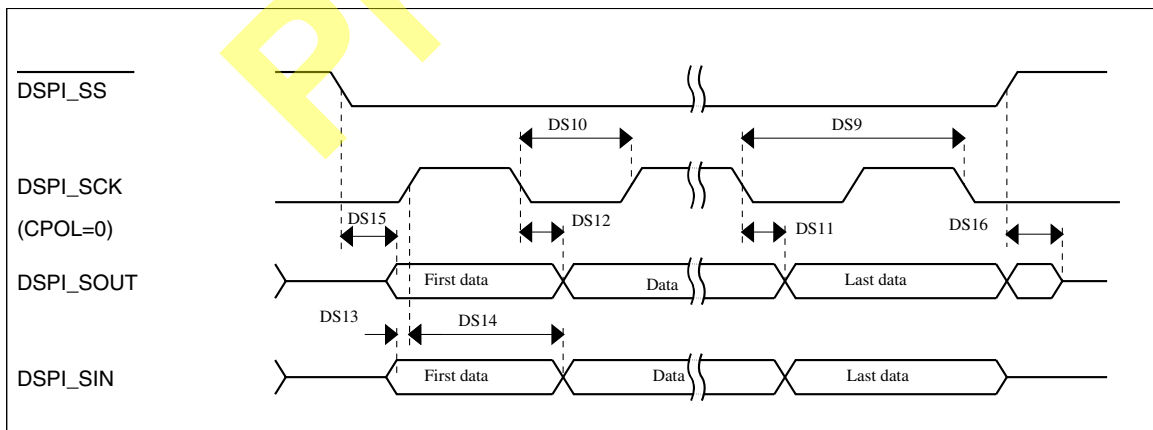 DSPI_SS
DS10
DS9
DSPI_SCK
(CPOL=0)
DS15
DS12
DS11
DS16
DSPI_SOUT
First data
Data
Last data
DS13
DS14
DSPI_SIN
First data
Data
Last data